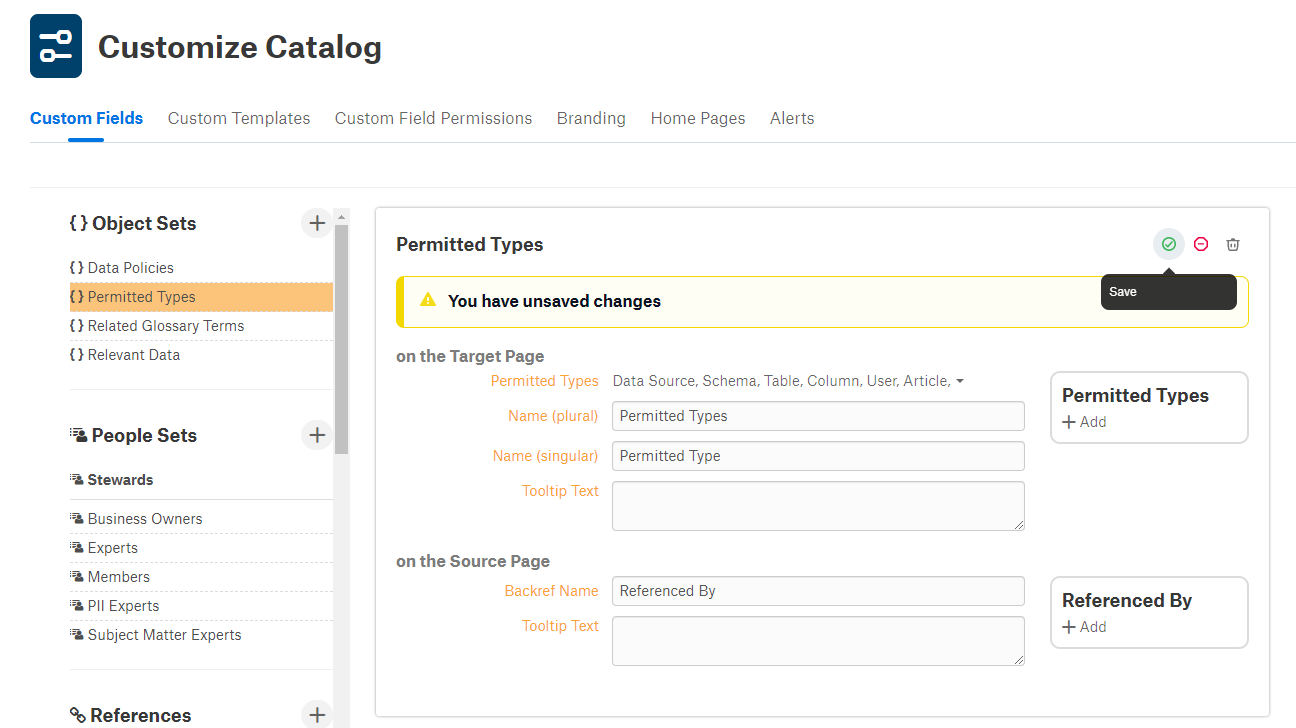 Customize Catalog
Custom Fields Custom Templates Custom Field Permissions Branding Home Pages Alerts
{ } Object Sets
{ } Data Policies
{ } Permitted Types
{ } Related Glossary Terms
{ } Relevant Data
People Sets
Stewards
Business Owners
Experts
Members
PII Experts
Subject Matter Experts
References
Permitted Types
You have unsaved changes
Save
on the Target Page
Permitted Types Data Source, Schema, Table, Column, User, Article,
Name (plural) Permitted Types
Name (singular) Permitted Type
Tooltip Text
Permitted Types
+ Add
on the Source Page
Backref Name Referenced By
Tooltip Text
Referenced By
+ Add